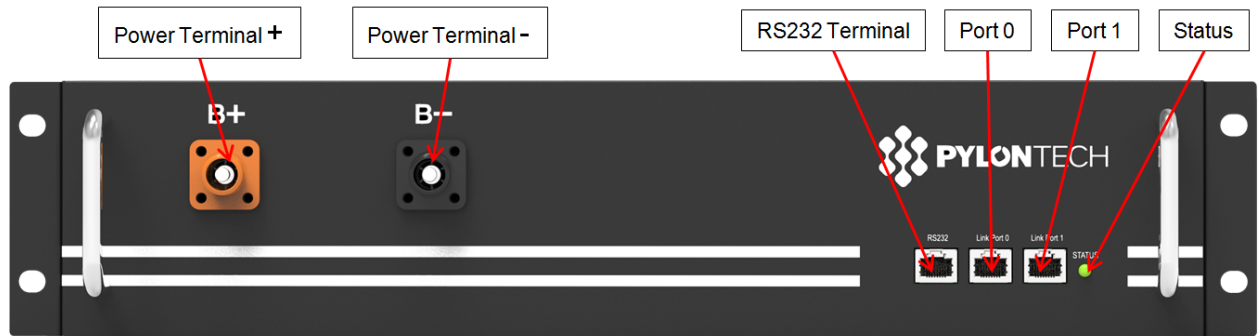 Power Terminal +
Power Terminal -
RS232 Terminal
Port 0
Port 1
Status
B+
B-
PYLONTECH
RS232
Link Port 0
Link Port 1
STATUS